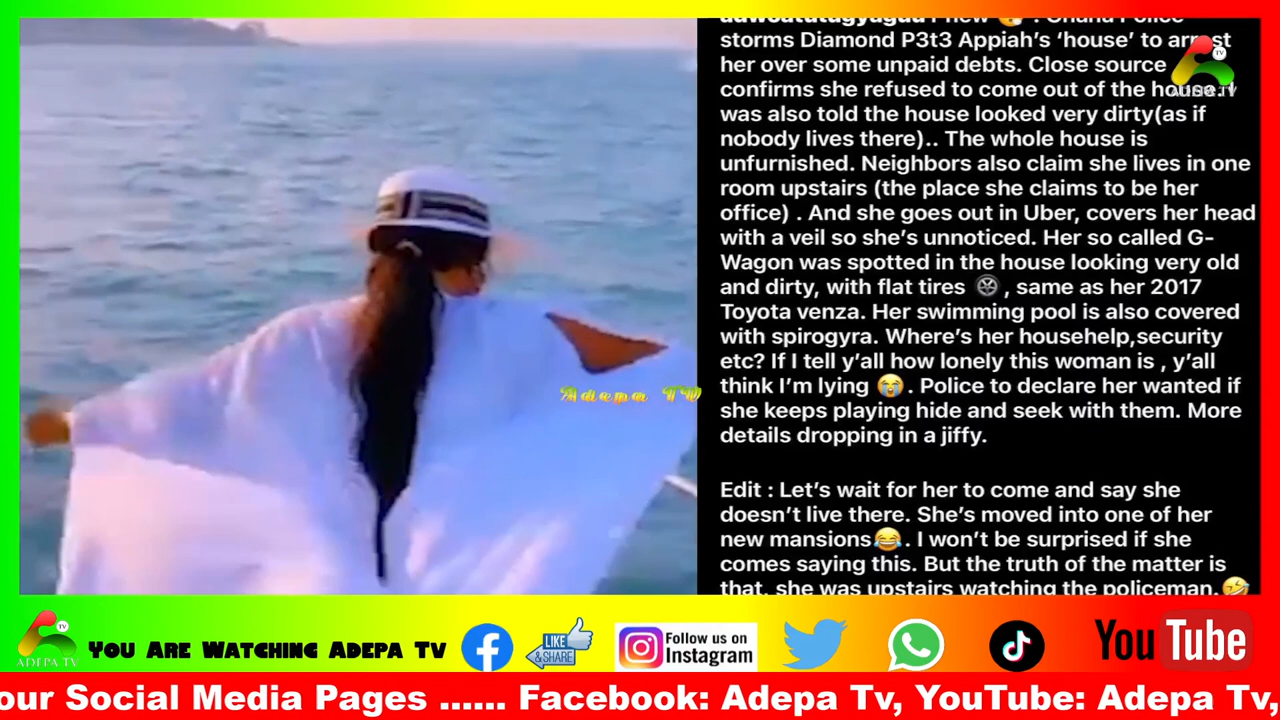 storms Diamond P3t3 Appiah's ‘house’ to arrest
her over some unpaid debts. Close source
confirms she refused to come out of the house.I
was also told the house looked very dirty(as if
nobody lives there).. The whole house is
unfurnished. Neighbors also claim she lives in one
room upstairs (the place she claims to be her
office) . And she goes out in Uber, covers her head
with a veil so she's unnoticed. Her so called G-
Wagon was spotted in the house looking very old
and dirty, with flat tires 🛞, same as her 2017
Toyota venza. Her swimming pool is also covered
with spirogyra. Where's her househelp,security
etc? If I tell y'all how lonely this woman is , y'all
think I'm lying 😭. Police to declare her wanted if
she keeps playing hide and seek with them. More
details dropping in a jiffy.
Edit : Let's wait for her to come and say she
doesn't live there. She's moved into one of her
new mansions😂. I won't be surprised if she
comes saying this. But the truth of the matter is
that, she was upstairs watching the policeman.🤣
TV
ADEPA TV
Adepa TV
TV
ADEPA TV
You Are Watching Adepa Tv
LIKE
& SHARE
Follow us on
Instagram
YouTube
our Social Media Pages ...... Facebook: Adepa Tv, YouTube: Adepa Tv,